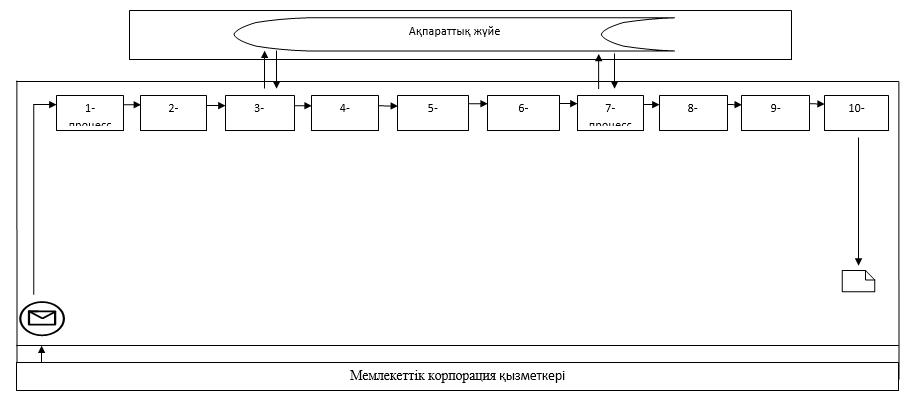 Ақпараттық жүйе
1-
процесс
2-
3-
4-
5-
6-
7-
процесс
8-
9-
10-
Мемлекеттік корпорация қызметкері